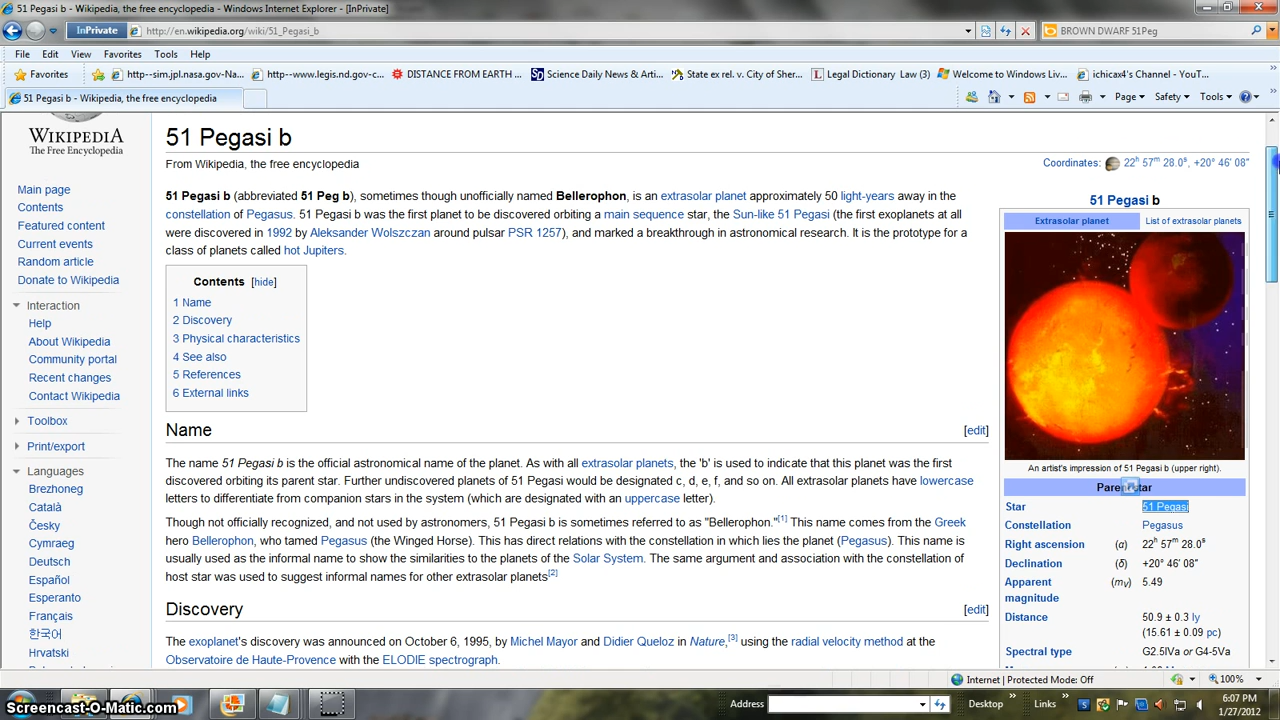 51 Pegasi b - Wikipedia, the free encyclopedia - Windows Internet Explorer - [InPrivate]
InPrivate http://en.wikipedia.org/wiki/51_Pegasi_b BROWN DWARF 51Peg
File Edit View Favorites Tools Help
Favorites http--sim.jpl.nasa.gov-Na... http--www.legis.nd.gov-c... DISTANCE FROM EARTH ... Science Daily News & Arti... State ex rel. v. City of Sher... Legal Dictionary Law (3) Welcome to Windows Liv... ichicax4's Channel - YouT...
51 Pegasi b - Wikipedia, the free encyclopedia Page Safety Tools
WIKIPEDIA
The Free Encyclopedia
Main page
Contents
Featured content
Current events
Random article
Donate to Wikipedia
Interaction
Help
About Wikipedia
Community portal
Recent changes
Contact Wikipedia
Toolbox
Print/export
Languages
Brezhoneg
Català
Česky
Cymraeg
Deutsch
Español
Esperanto
Français
한국어
Hrvatski
51 Pegasi b
From Wikipedia, the free encyclopedia
Coordinates: 22h 57m 28.0s, +20° 46′ 08″
51 Pegasi b (abbreviated 51 Peg b), sometimes though unofficially named Bellerophon, is an extrasolar planet approximately 50 light-years away in the
constellation of Pegasus. 51 Pegasi b was the first planet to be discovered orbiting a main sequence star, the Sun-like 51 Pegasi (the first exoplanets at all
were discovered in 1992 by Aleksander Wolszczan around pulsar PSR 1257), and marked a breakthrough in astronomical research. It is the prototype for a
class of planets called hot Jupiters.
Contents [hide]
1 Name
2 Discovery
3 Physical characteristics
4 See also
5 References
6 External links
Name [edit]
The name 51 Pegasi b is the official astronomical name of the planet. As with all extrasolar planets, the 'b' is used to indicate that this planet was the first
discovered orbiting its parent star. Further undiscovered planets of 51 Pegasi would be designated c, d, e, f, and so on. All extrasolar planets have lowercase
letters to differentiate from companion stars in the system (which are designated with an uppercase letter).
Though not officially recognized, and not used by astronomers, 51 Pegasi b is sometimes referred to as "Bellerophon."[1] This name comes from the Greek
hero Bellerophon, who tamed Pegasus (the Winged Horse). This has direct relations with the constellation in which lies the planet (Pegasus). This name is
usually used as the informal name to show the similarities to the planets of the Solar System. The same argument and association with the constellation of
host star was used to suggest informal names for other extrasolar planets[2]
Discovery [edit]
The exoplanet's discovery was announced on October 6, 1995, by Michel Mayor and Didier Queloz in Nature,[3] using the radial velocity method at the
Observatoire de Haute-Provence with the ELODIE spectrograph.
51 Pegasi b
Extrasolar planet List of extrasolar planets
An artist's impression of 51 Pegasi b (upper right).
Parent star
Star 51 Pegasi
Constellation Pegasus
Right ascension (α) 22h 57m 28.0s
Declination (δ) +20° 46′ 08″
Apparent magnitude (mV) 5.49
Distance 50.9 ± 0.3 ly
(15.61 ± 0.09 pc)
Spectral type G2.5IVa or G4-5Va
Internet | Protected Mode: Off 100%
Screencast-O-Matic.com Address Desktop Links 6:07 PM
1/27/2012